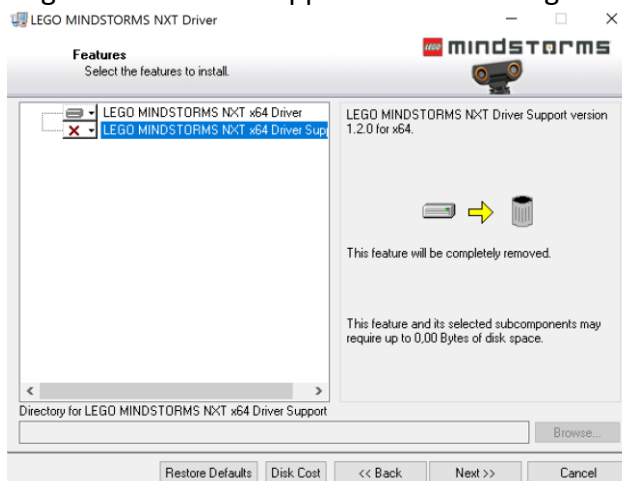 LEGO MINDSTORMS NXT Driver
Features
Select the features to install.
mindstorms
LEGO MINDSTORMS NXT x64 Driver
LEGO MINDSTORMS NXT x64 Driver Supp
LEGO MINDSTORMS NXT Driver Support version
1.2.0 for x64.
This feature will be completely removed.
This feature and its selected subcomponents may
require up to 0,00 Bytes of disk space.
Directory for LEGO MINDSTORMS NXT x64 Driver Support
Browse...
Restore Defaults
Disk Cost
<< Back
Next >>
Cancel